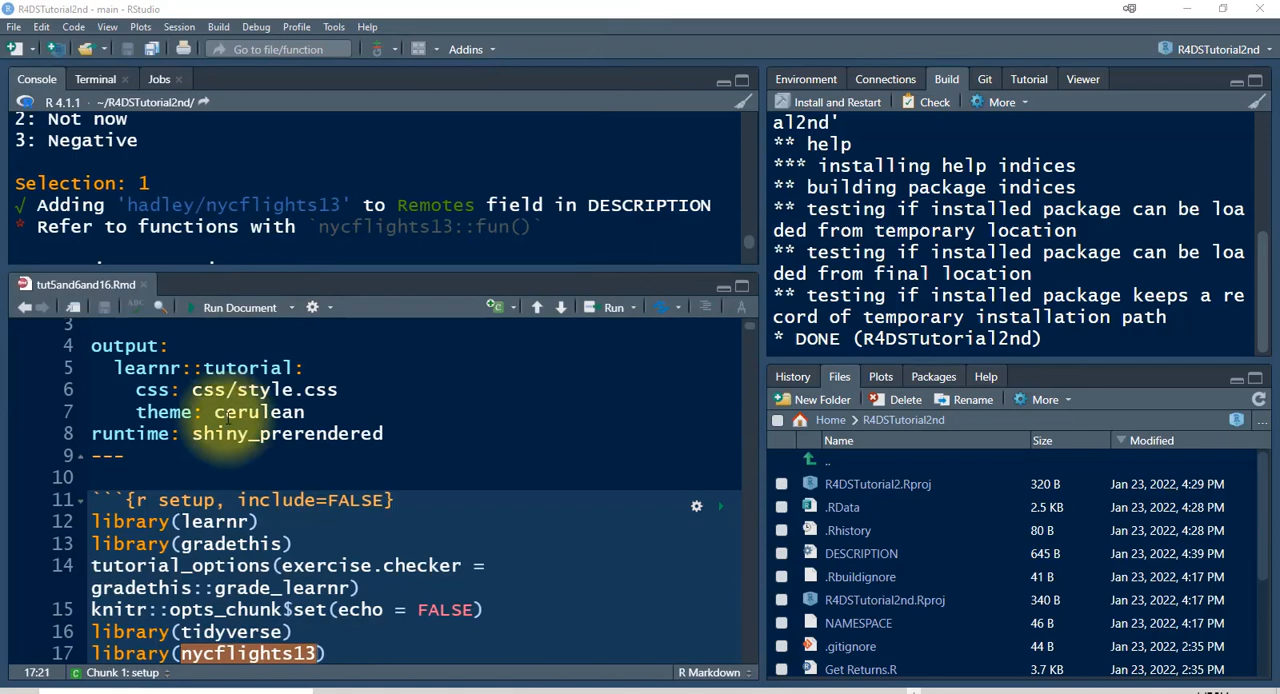 R4DSTutorial2nd - main - RStudio
File Edit Code View Plots Session Build Debug Profile Tools Help
Go to file/function Addins R4DSTutorial2nd
Console Terminal Jobs
R 4.1.1 · ~/R4DSTutorial2nd/
2: Not now
3: Negative
Selection: 1
√ Adding 'hadley/nycflights13' to Remotes field in DESCRIPTION
* Refer to functions with `nycflights13::fun()`
tut5and6and16.Rmd
ABC Run Document Run
3
4 output:
5 learnr::tutorial:
6 css: css/style.css
7 theme: cerulean
8 runtime: shiny_prerendered
9 ---
10
11 ```{r setup, include=FALSE}
12 library(learnr)
13 library(gradethis)
14 tutorial_options(exercise.checker =
gradethis::grade_learnr)
15 knitr::opts_chunk$set(echo = FALSE)
16 library(tidyverse)
17 library(nycflights13)
17:21 Chunk 1: setup R Markdown
Environment Connections Build Git Tutorial Viewer
Install and Restart Check More
al2nd'
** help
*** installing help indices
** building package indices
** testing if installed package can be loa
ded from temporary location
** testing if installed package can be loa
ded from final location
** testing if installed package keeps a re
cord of temporary installation path
* DONE (R4DSTutorial2nd)
History Files Plots Packages Help
New Folder Delete Rename More
Home R4DSTutorial2nd ...
Name Size Modified
..
R4DSTutorial2.Rproj 320 B Jan 23, 2022, 4:29 PM
.RData 2.5 KB Jan 23, 2022, 4:28 PM
.Rhistory 80 B Jan 23, 2022, 4:28 PM
DESCRIPTION 645 B Jan 23, 2022, 4:39 PM
.Rbuildignore 41 B Jan 23, 2022, 4:17 PM
R4DSTutorial2nd.Rproj 340 B Jan 23, 2022, 4:17 PM
NAMESPACE 46 B Jan 23, 2022, 4:17 PM
.gitignore 44 B Jan 23, 2022, 2:35 PM
Get Returns.R 3.7 KB Jan 23, 2022, 2:35 PM